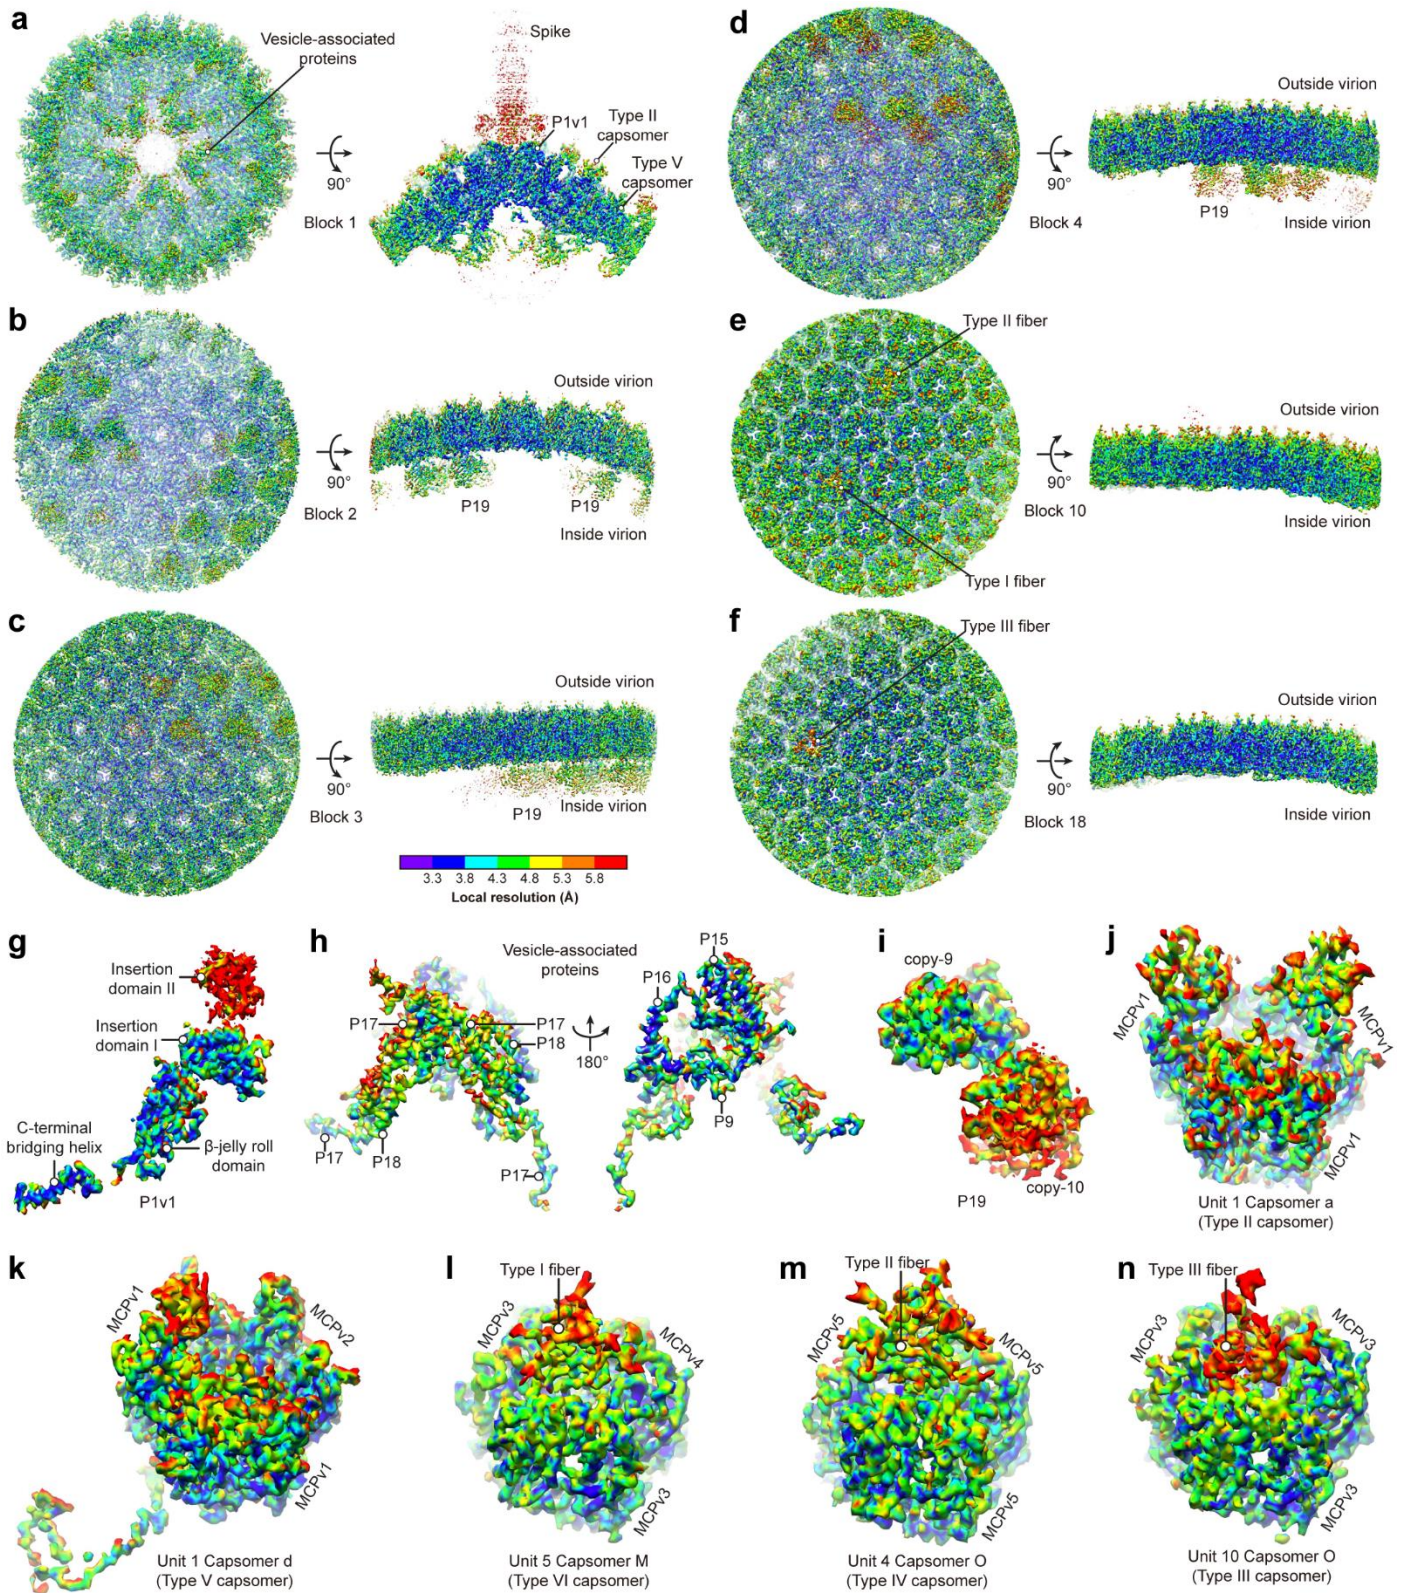 a
Vesicle-associated
proteins
90°
Block 1
Spike
P1v1
Type II
capsomer
Type V
capsomer
d
90°
Block 4
Outside virion
P19
Inside virion
b
90°
Block 2
Outside virion
P19
P19
Inside virion
e
Type II fiber
Type I fiber
90°
Block 10
Outside virion
Inside virion
c
90°
Block 3
Outside virion
P19
Inside virion
3.3 3.8 4.3 4.8 5.3 5.8
Local resolution (Å)
f
Type III fiber
90°
Block 18
Outside virion
Inside virion
g
Insertion
domain II
Insertion
domain I
C-terminal
bridging helix
β-jelly roll
domain
P1v1
h
Vesicle-associated
proteins
P17
P17
P18
P17
P18
P17
180°
P15
P16
P9
i
copy-9
copy-10
P19
j
MCPv1
MCPv1
MCPv1
Unit 1 Capsomer a
(Type II capsomer)
k
MCPv1
MCPv2
MCPv1
Unit 1 Capsomer d
(Type V capsomer)
l
Type I fiber
MCPv3
MCPv4
MCPv3
Unit 5 Capsomer M
(Type VI capsomer)
m
Type II fiber
MCPv5
MCPv5
MCPv5
Unit 4 Capsomer O
(Type IV capsomer)
n
Type III fiber
MCPv3
MCPv3
MCPv3
Unit 10 Capsomer O
(Type III capsomer)